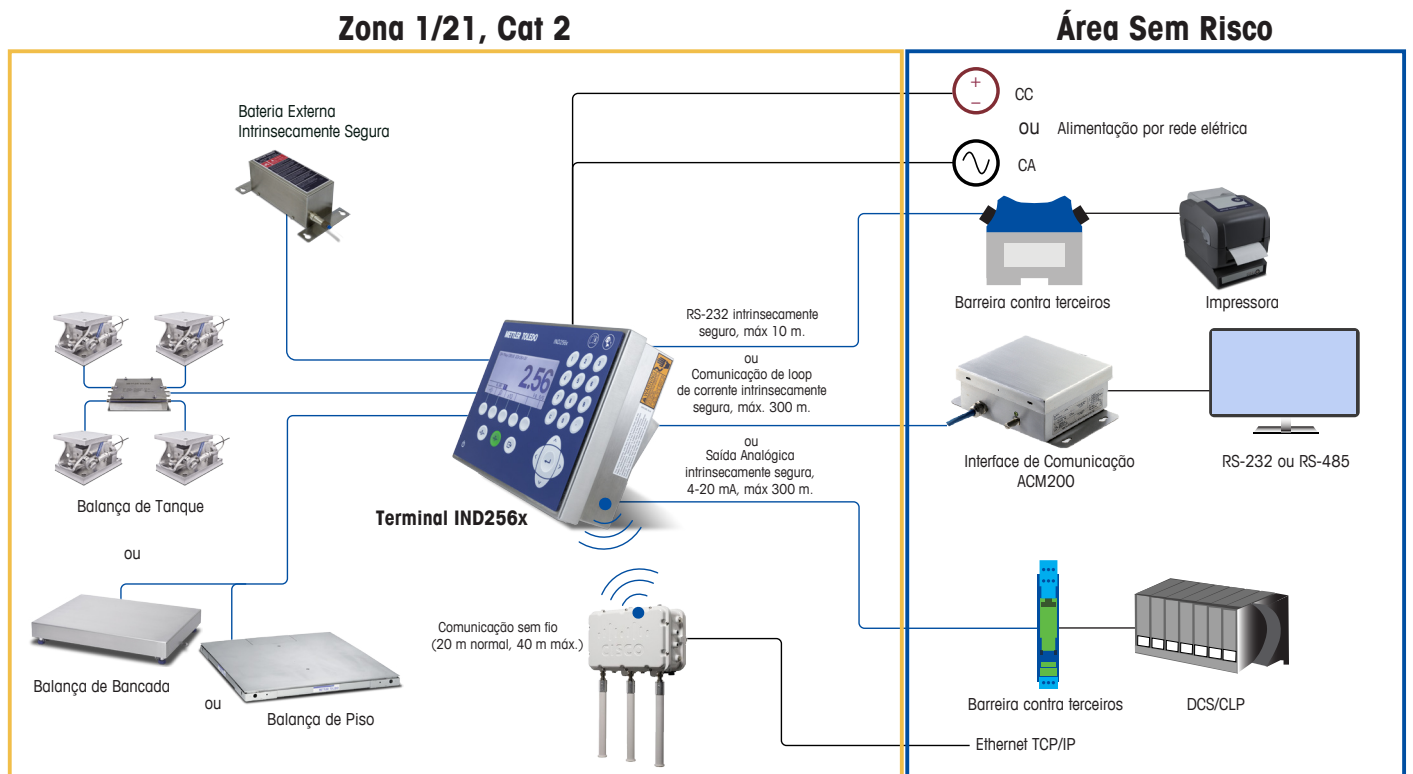 Zona 1/21, Cat 2
Área Sem Risco
Bateria Externa
Intrinsecamente Segura
CC
ou Alimentação por rede elétrica
CA
Barreira contra terceiros
Impressora
RS-232 intrinsecamente
seguro, máx 10 m.
ou
Comunicação de loop
de corrente intrinsecamente
segura, máx. 300 m.
ou
Saída Analógica
intrinsecamente segura,
4-20 mA, máx 300 m.
METTLER TOLEDO
IND256x
2.56
Terminal IND256x
Interface de Comunicação
ACM200
RS-232 ou RS-485
Balança de Tanque
ou
Balança de Bancada
ou
Balança de Piso
Comunicação sem fio
(20 m normal, 40 m máx.)
CISCO
Barreira contra terceiros
DCS/CLP
Ethernet TCP/IP